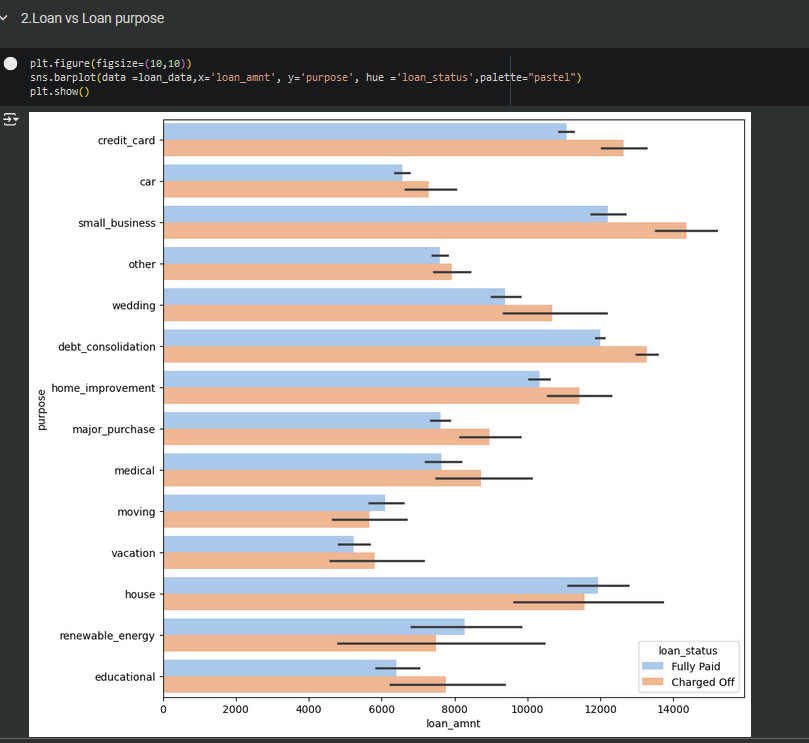 2.Loan vs Loan purpose
plt.figure(figsize=(10,10))
sns.barplot(data =loan_data,x='loan_amnt', y='purpose', hue ='loan_status',palette="pastel")
plt.show()
credit_card
car
small_business
other
wedding
debt_consolidation
home_improvement
major_purchase
medical
moving
vacation
house
renewable_energy
educational
purpose
loan_status
Fully Paid
Charged Off
0 2000 4000 6000 8000 10000 12000 14000
loan_amnt